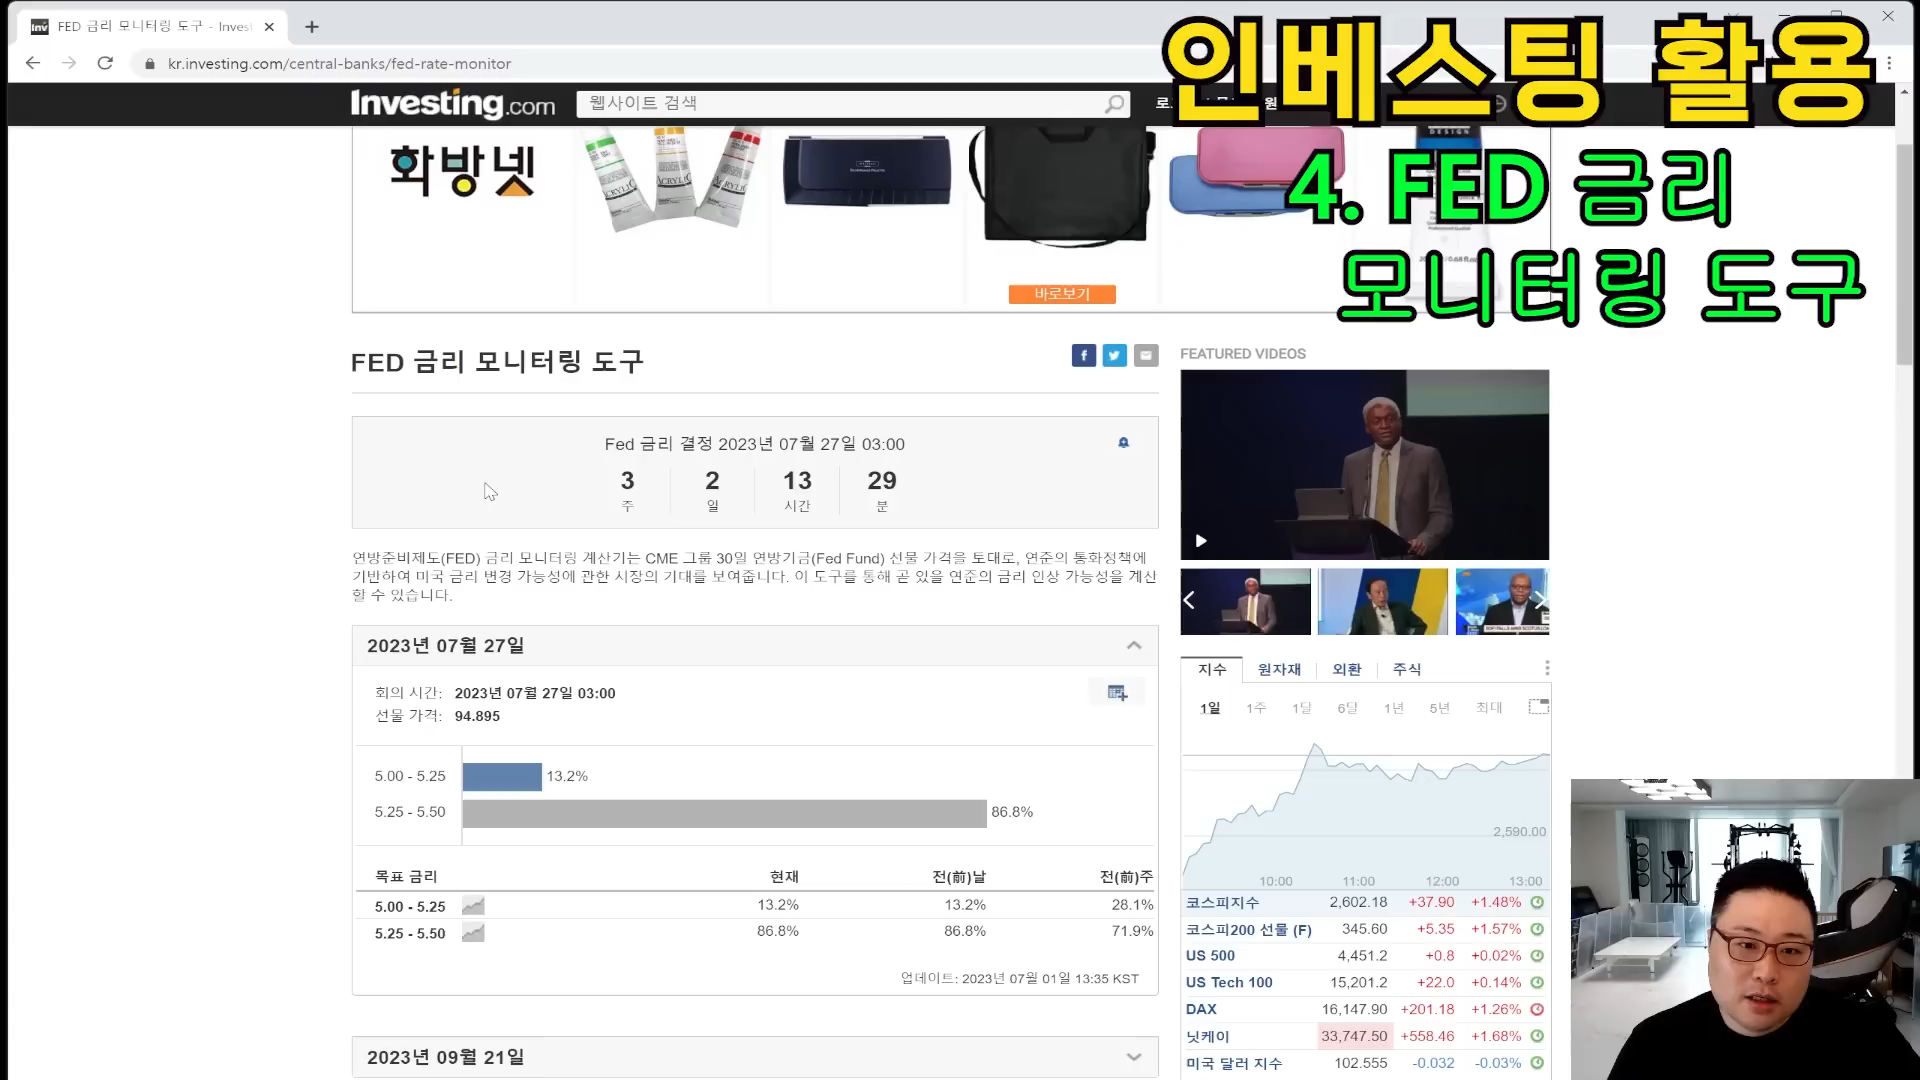 FED 금리 모니터링 도구 - Inves
kr.investing.com/central-banks/fed-rate-monitor
인베스팅 활용
4. FED 금리
모니터링 도구
Investing.com
웹사이트 검색
화방넷
바로보기
FED 금리 모니터링 도구
Fed 금리 결정 2023년 07월 27일 03:00
3 2 13 29
주 일 시간 분
연방준비제도(FED) 금리 모니터링 계산기는 CME 그룹 30일 연방기금(Fed Fund) 선물 가격을 토대로, 연준의 통화정책에
기반하여 미국 금리 변경 가능성에 관한 시장의 기대를 보여줍니다. 이 도구를 통해 곧 있을 연준의 금리 인상 가능성을 계산
할 수 있습니다.
2023년 07월 27일
회의 시간: 2023년 07월 27일 03:00
선물 가격: 94.895
5.00 - 5.25 13.2%
5.25 - 5.50 86.8%
목표 금리 현재 전(前)날 전(前)주
5.00 - 5.25 13.2% 13.2% 28.1%
5.25 - 5.50 86.8% 86.8% 71.9%
업데이트: 2023년 07월 01일 13:35 KST
2023년 09월 21일
FEATURED VIDEOS
지수 원자재 외환 주식
1일 1주 1달 6달 1년 5년 최대
2,590.00
10:00 11:00 12:00 13:00
코스피지수 2,602.18 +37.90 +1.48%
코스피200 선물 (F) 345.60 +5.35 +1.57%
US 500 4,451.2 +0.8 +0.02%
US Tech 100 15,201.2 +22.0 +0.14%
DAX 16,147.90 +201.18 +1.26%
닛케이 33,747.50 +558.46 +1.68%
미국 달러 지수 102.555 -0.032 -0.03%